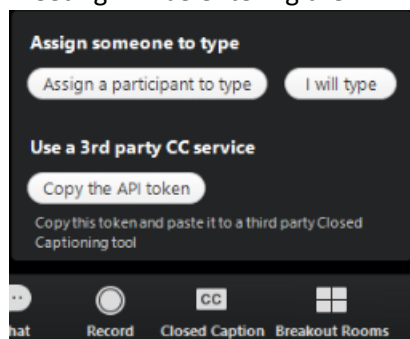 Assign someone to type
Assign a participant to type I will type
Use a 3rd party CC service
Copy the API token
Copy this token and paste it to a third party Closed
Captioning tool
CC
hat Record Closed Caption Breakout Rooms